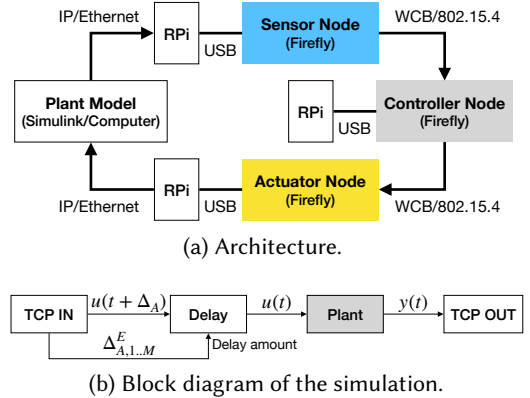 IP/Ethernet
RPi
USB
Sensor Node
(Firefly)
WCB/802.15.4
Plant Model
(Simulink/Computer)
RPi
USB
Controller Node
(Firefly)
IP/Ethernet
RPi
USB
Actuator Node
(Firefly)
WCB/802.15.4
(a) Architecture.
TCP IN
u(t + Δ_A)
Delay
u(t)
Plant
y(t)
TCP OUT
Δ^E_{A,1..M}
Delay amount
(b) Block diagram of the simulation.